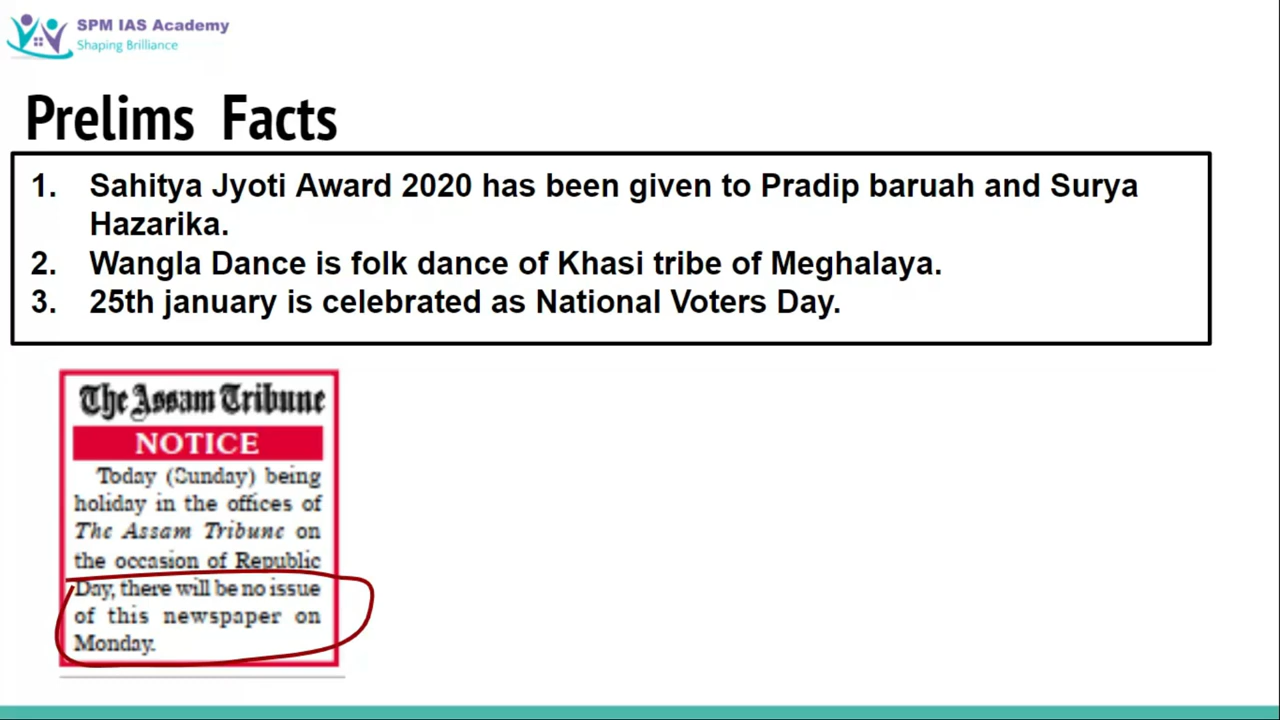 SPM IAS Academy
Shaping Brilliance
Prelims Facts
1. Sahitya Jyoti Award 2020 has been given to Pradip baruah and Surya
Hazarika.
2. Wangla Dance is folk dance of Khasi tribe of Meghalaya.
3. 25th january is celebrated as National Voters Day.
The Assam Tribune
NOTICE
Today (Sunday) being
holiday in the offices of
The Assam Tribune on
the occasion of Republic
Day, there will be no issue
of this newspaper on
Monday.